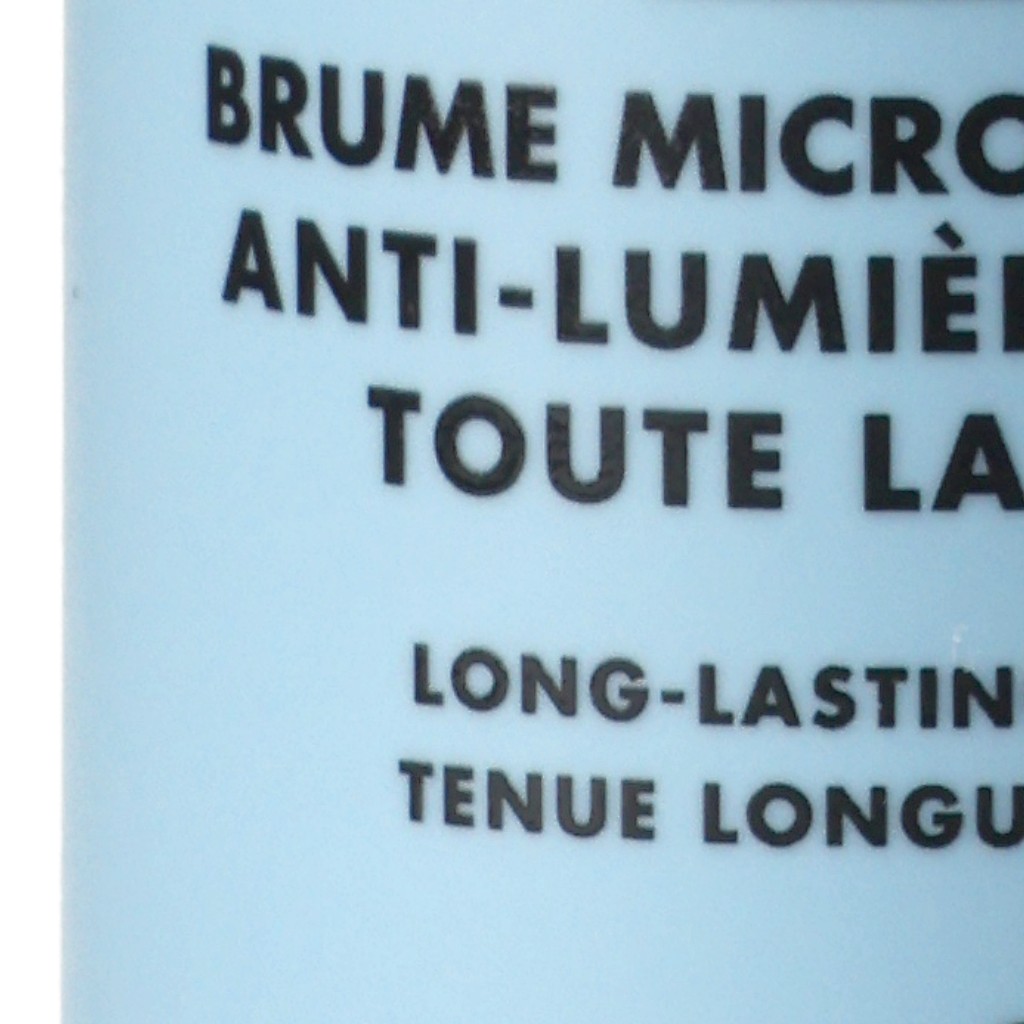 BRUME MICRO
ANTI-LUMIÈ
TOUTE LA
LONG-LASTIN
TENUE LONGU